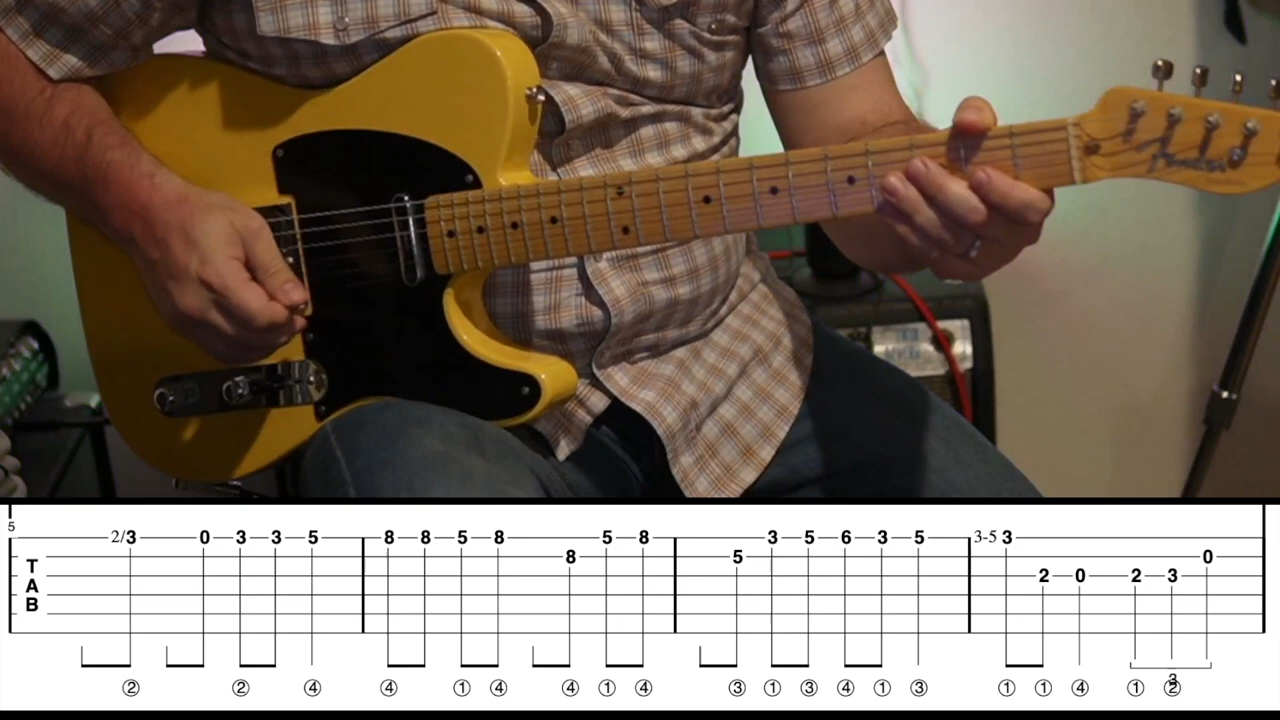 Fender
5
2/3 0 3 3 5 8 8 5 8 5 8 3 5 6 3 5 3-5 3
8 5 0
T 2 0 2 3
A
B
3
② ② ④ ④ ① ④ ④ ① ④ ③ ① ③ ④ ① ③ ① ① ④ ① ②